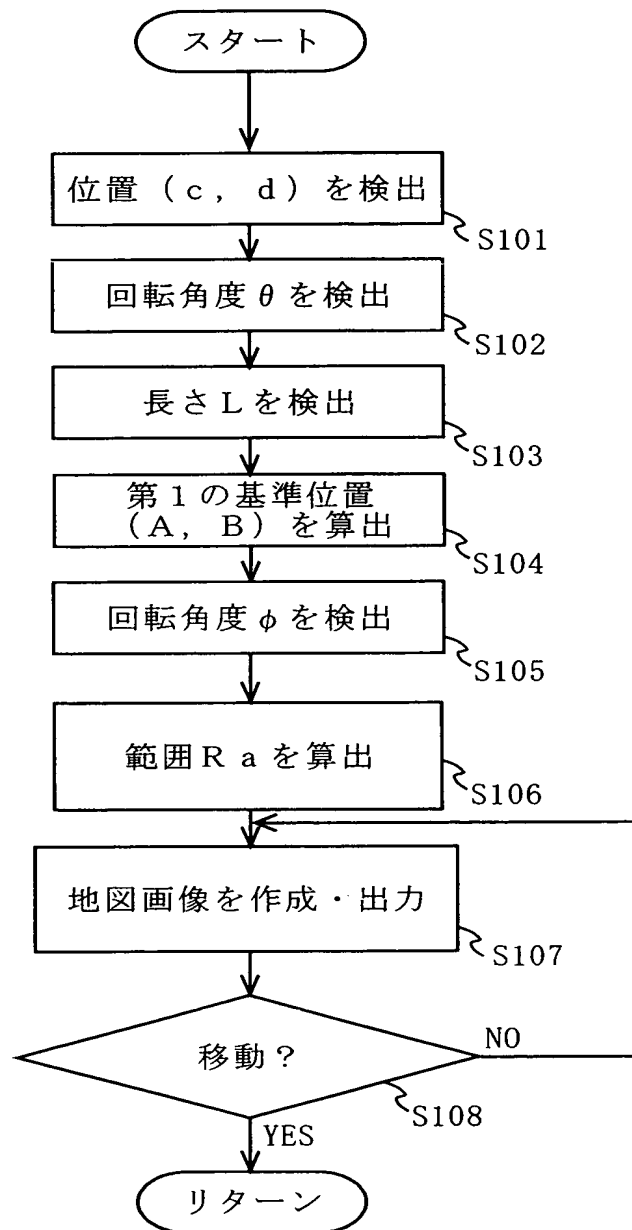 スタート
位置(c, d)を検出
S101
回転角度θを検出
S102
長さLを検出
S103
第1の基準位置
(A, B)を算出
S104
回転角度φを検出
S105
範囲Raを算出
S106
地図画像を作成・出力
S107
移動?
NO
S108
YES
リターン